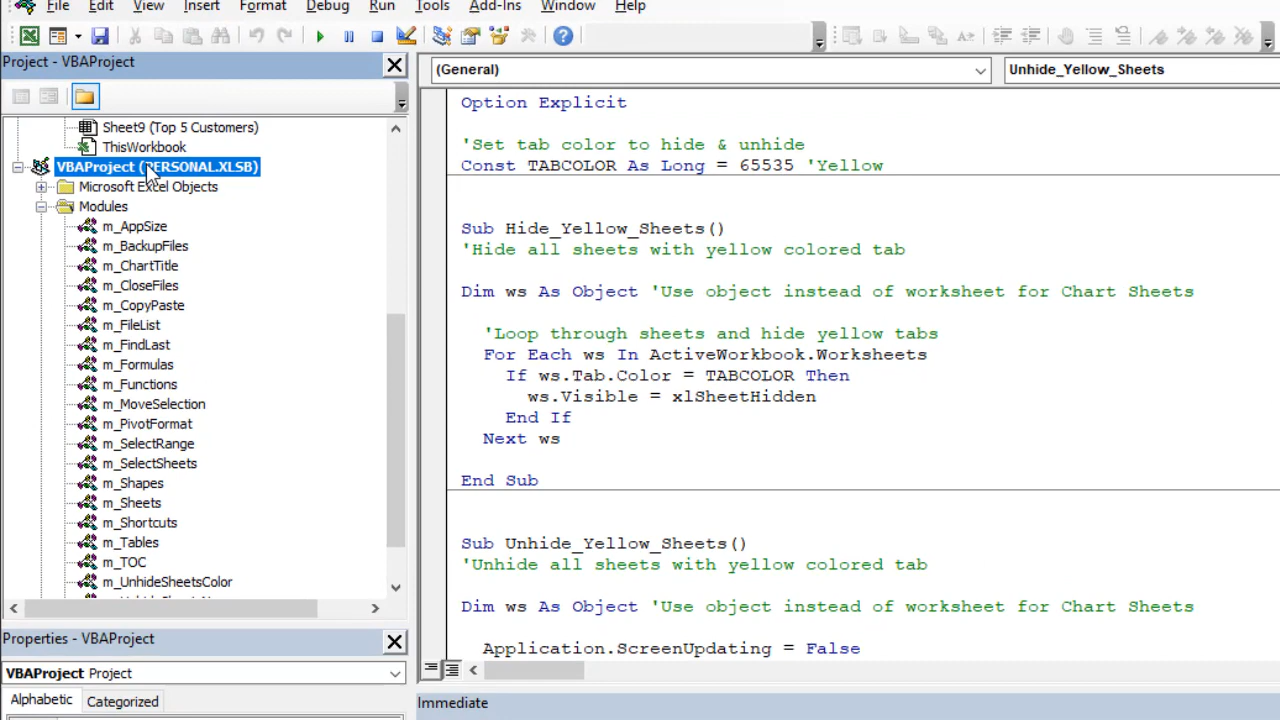 File Edit View Insert Format Debug Run Tools Add-Ins Window Help
Project - VBAProject
(General)
Unhide_Yellow_Sheets
Sheet9 (Top 5 Customers)
ThisWorkbook
VBAProject (PERSONAL.XLSB)
Microsoft Excel Objects
Modules
m_AppSize
m_BackupFiles
m_ChartTitle
m_CloseFiles
m_CopyPaste
m_FileList
m_FindLast
m_Formulas
m_Functions
m_MoveSelection
m_PivotFormat
m_SelectRange
m_SelectSheets
m_Shapes
m_Sheets
m_Shortcuts
m_Tables
m_TOC
m_UnhideSheetsColor
Properties - VBAProject
VBAProject Project
Alphabetic Categorized
Option Explicit
'Set tab color to hide & unhide
Const TABCOLOR As Long = 65535 'Yellow
Sub Hide_Yellow_Sheets()
'Hide all sheets with yellow colored tab
Dim ws As Object 'Use object instead of worksheet for Chart Sheets
'Loop through sheets and hide yellow tabs
For Each ws In ActiveWorkbook.Worksheets
If ws.Tab.Color = TABCOLOR Then
ws.Visible = xlSheetHidden
End If
Next ws
End Sub
Sub Unhide_Yellow_Sheets()
'Unhide all sheets with yellow colored tab
Dim ws As Object 'Use object instead of worksheet for Chart Sheets
Application.ScreenUpdating = False
Immediate